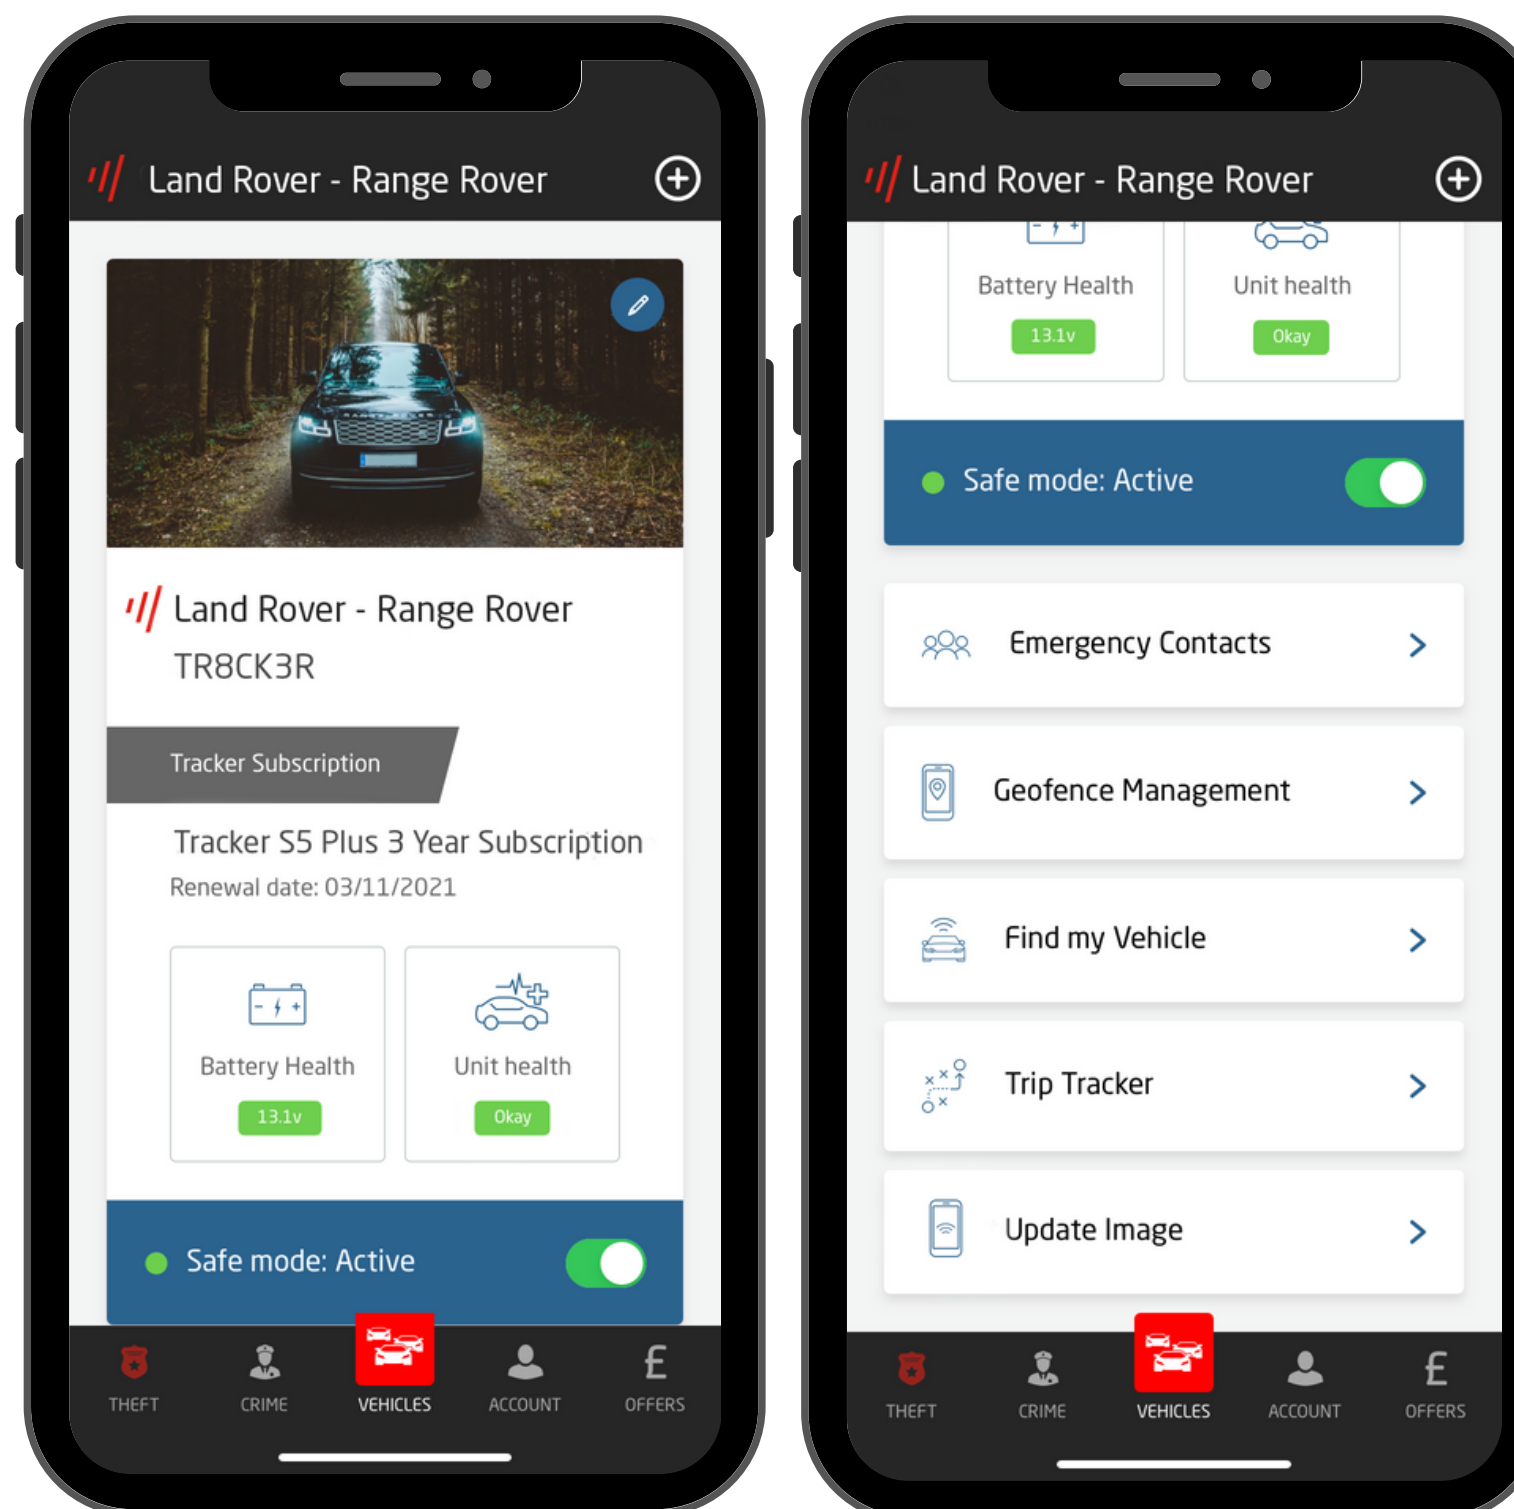 Land Rover - Range Rover
Land Rover - Range Rover
TR8CK3R
Tracker Subscription
Tracker S5 Plus 3 Year Subscription
Renewal date: 03/11/2021
Battery Health
Unit health
13.1v
Okay
Safe mode: Active
THEFT
CRIME
VEHICLES
ACCOUNT
£
OFFERS
Land Rover - Range Rover
Battery Health
Unit health
13.1v
Okay
Safe mode: Active
Emergency Contacts
Geofence Management
Find my Vehicle
Trip Tracker
Update Image
THEFT
CRIME
VEHICLES
ACCOUNT
£
OFFERS